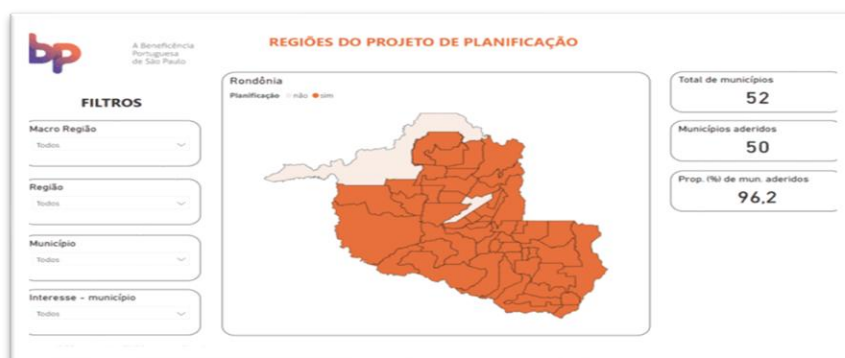 bp
A Beneficência
Portuguesa
de São Paulo
REGIÕES DO PROJETO DE PLANIFICAÇÃO
FILTROS
Macro Região
Todos
Região
Todos
Município
Todos
Interesse - município
Todos
Rondônia
Planificação não sim
Total de municípios
52
Municípios aderidos
50
Prop. (%) de mun. aderidos
96,2